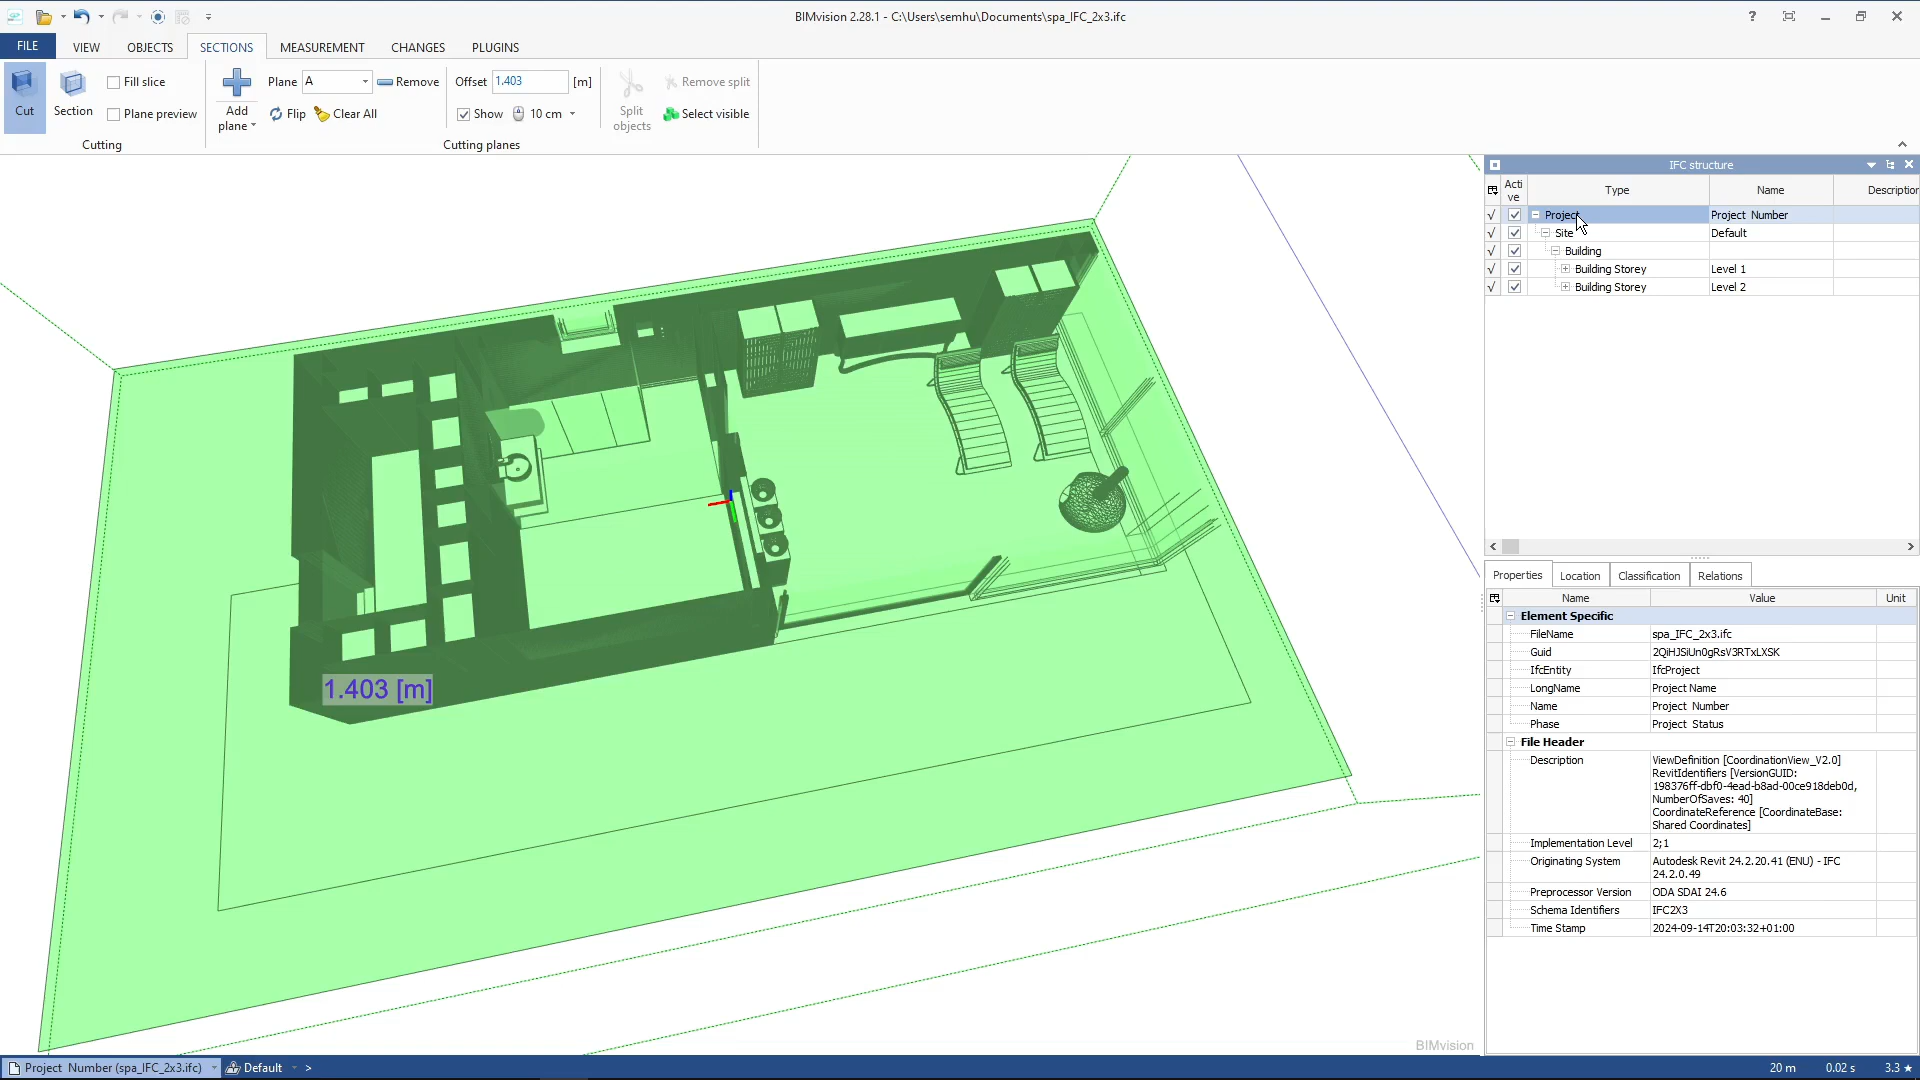 BIMvision 2.28.1 - C:\Users\semhu\Documents\spa_IFC_2x3.ifc
?
FILE VIEW OBJECTS SECTIONS MEASUREMENT CHANGES PLUGINS
Cut
Section
Fill slice
Plane preview
Cutting
Add plane
Plane A Remove
Flip Clear All
Offset 1.403 [m]
Show 10 cm
Cutting planes
Split objects
Remove split
Select visible
1.403 [m]
BIMvision
IFC structure
Active Type Name Description
Project Project Number
Site Default
Building
Building Storey Level 1
Building Storey Level 2
Properties Location Classification Relations
Name Value Unit
Element Specific
FileName spa_IFC_2x3.ifc
Guid 2QiHJSiUn0gRsV3RTxLXSK
IfcEntity IfcProject
LongName Project Name
Name Project Number
Phase Project Status
File Header
Description ViewDefinition [CoordinationView_V2.0]
RevitIdentifiers [VersionGUID:
198376ff-dbf0-4ead-b8ad-00ce918deb0d,
NumberOfSaves: 40]
CoordinateReference [CoordinateBase:
Shared Coordinates]
Implementation Level 2;1
Originating System Autodesk Revit 24.2.20.41 (ENU) - IFC
24.2.0.49
Preprocessor Version ODA SDAI 24.6
Schema Identifiers IFC2X3
Time Stamp 2024-09-14T20:03:32+01:00
Project Number (spa_IFC_2x3.ifc) Default > 20 m 0.02 s 3.3 ★